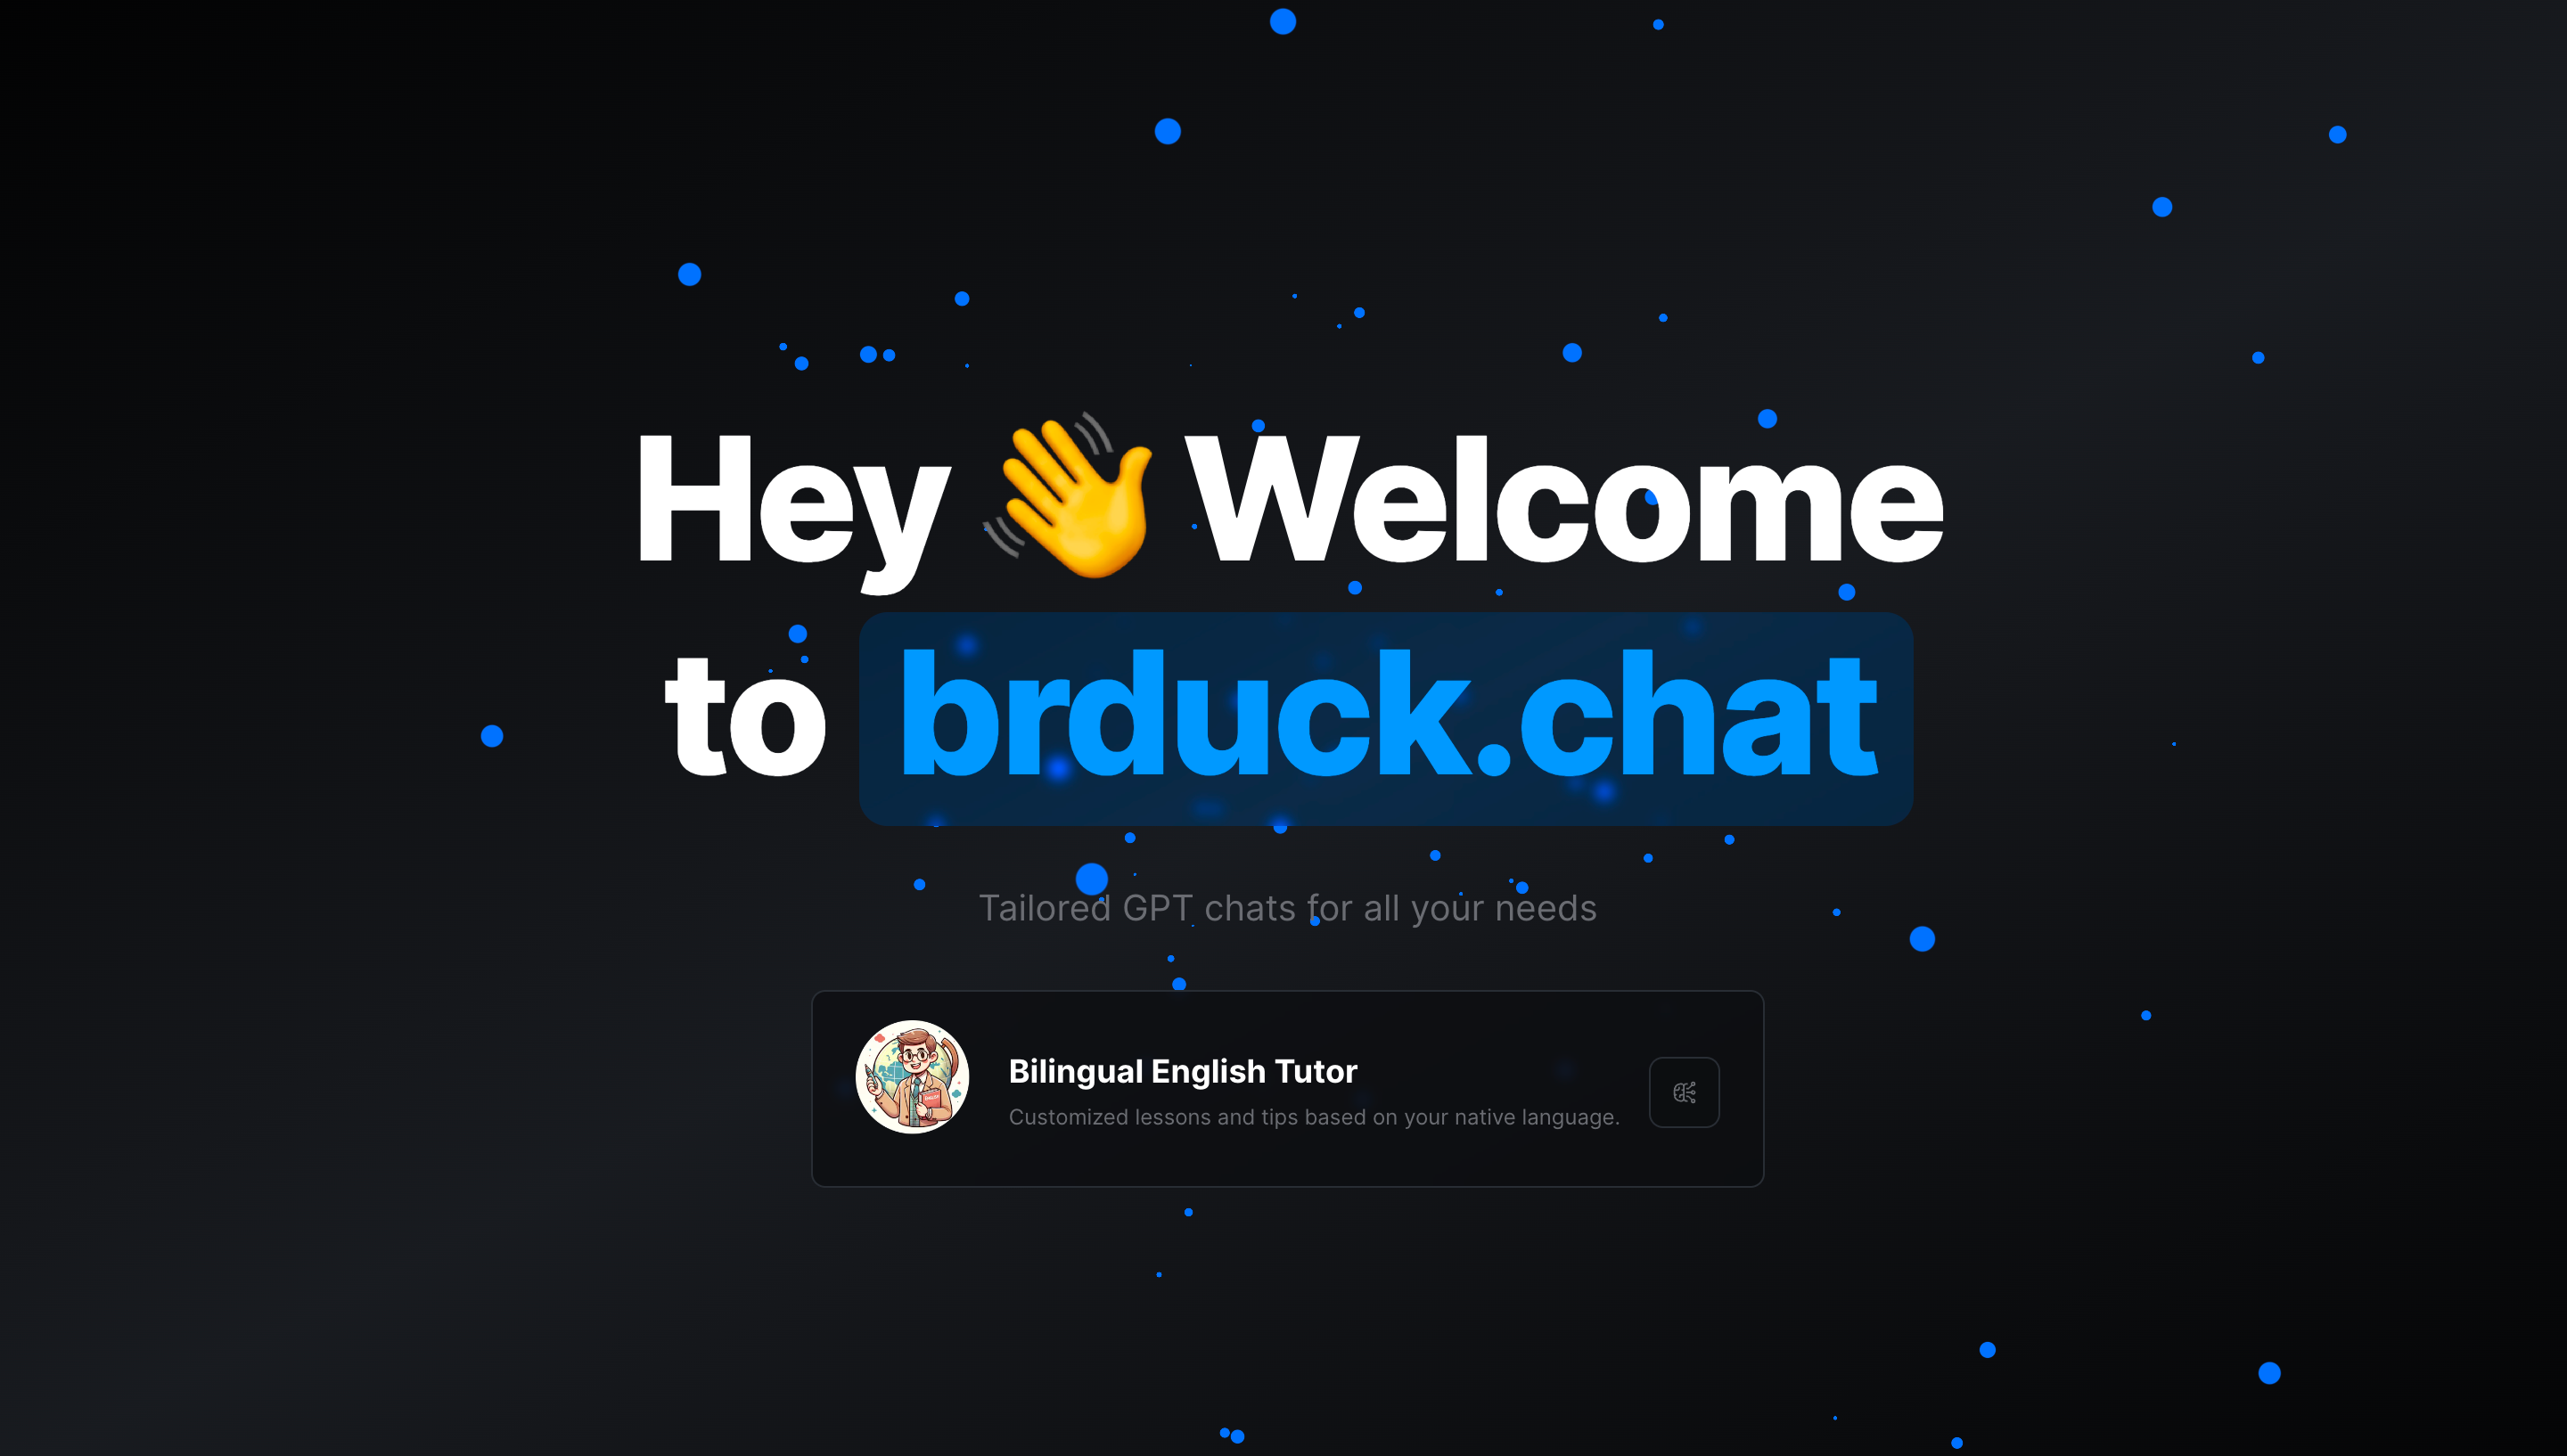 Hey 👋 Welcome
to brduck.chat
Tailored GPT chats for all your needs
Bilingual English Tutor
Customized lessons and tips based on your native language.